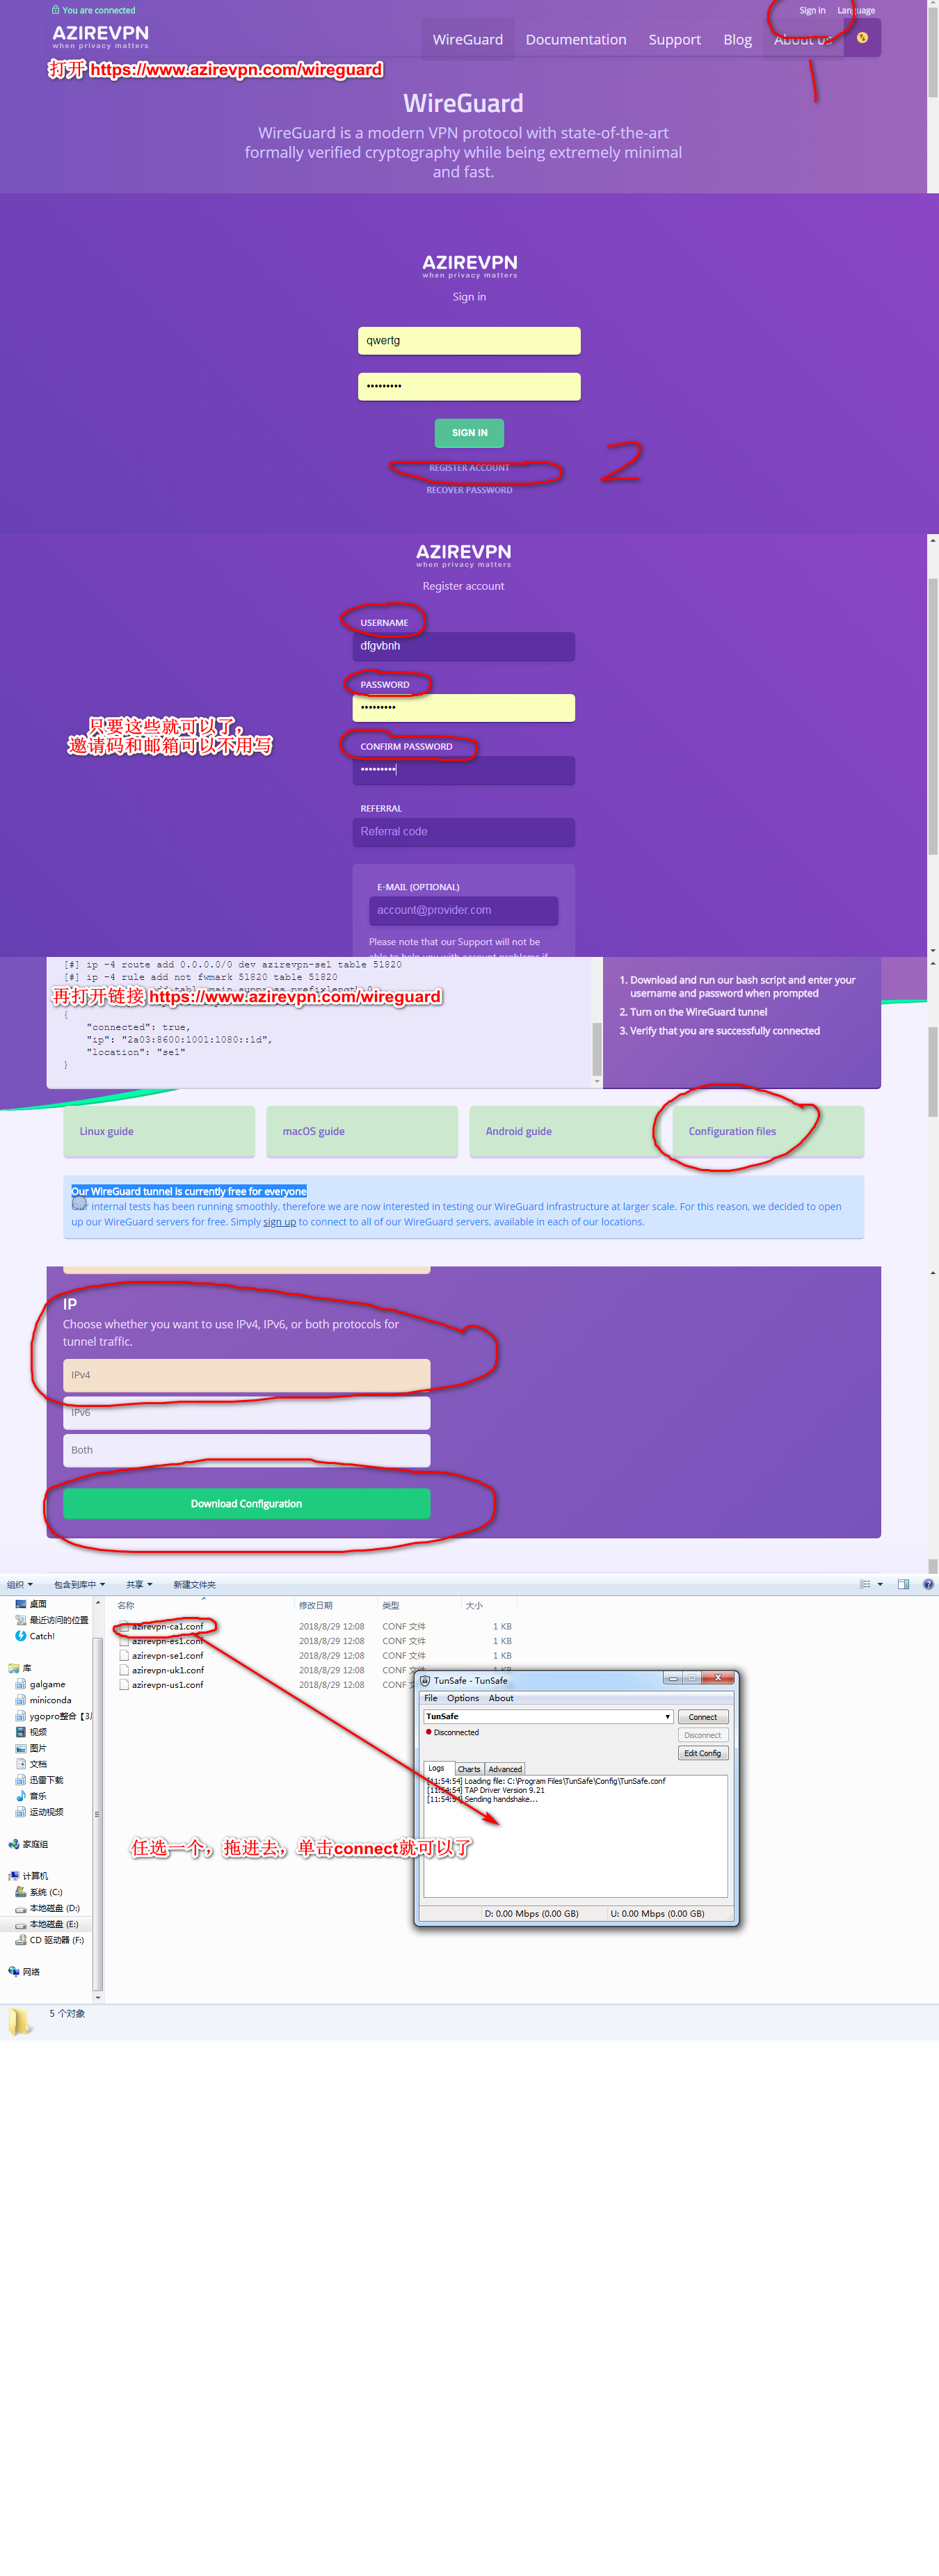 You are connected
Sign in
Language
AZIREVPN
when privacy matters
WireGuard
Documentation
Support
Blog
About us
打开 https://www.azirevpn.com/wireguard
1
WireGuard
WireGuard is a modern VPN protocol with state-of-the-art
formally verified cryptography while being extremely minimal
and fast.
AZIREVPN
when privacy matters
Sign in
qwertg
•••••••••
SIGN IN
REGISTER ACCOUNT
2
RECOVER PASSWORD
AZIREVPN
when privacy matters
Register account
USERNAME
dfgvbnh
PASSWORD
•••••••••
只要这些就可以了，
邀请码和邮箱可以不用写
CONFIRM PASSWORD
•••••••••
REFERRAL
Referral code
E-MAIL (OPTIONAL)
account@provider.com
Please note that our Support will not be
[#] ip -4 route add 0.0.0.0/0 dev azirevpn-se1 table 51820
[#] ip -4 rule add not fwmark 51820 table 51820
再打开链接 https://www.azirevpn.com/wireguard
{
"connected": true,
"ip": "2a03:8600:1001:1080::1d",
"location": "se1"
}
1. Download and run our bash script and enter your
username and password when prompted
2. Turn on the WireGuard tunnel
3. Verify that you are successfully connected
Linux guide
macOS guide
Android guide
Configuration files
Our WireGuard tunnel is currently free for everyone
Our internal tests has been running smoothly, therefore we are now interested in testing our WireGuard infrastructure at larger scale. For this reason, we decided to open
up our WireGuard servers for free. Simply sign up to connect to all of our WireGuard servers, available in each of our locations.
IP
Choose whether you want to use IPv4, IPv6, or both protocols for
tunnel traffic.
IPv4
IPv6
Both
Download Configuration
组织
包含到库中
共享
新建文件夹
桌面
最近访问的位置
Catch!
库
galgame
miniconda
ygopro整合【3
视频
图片
文档
迅雷下载
音乐
运动视频
家庭组
计算机
系统 (C:)
本地磁盘 (D:)
本地磁盘 (E:)
CD 驱动器 (F:)
网络
名称
修改日期
类型
大小
azirevpn-ca1.conf 2018/8/29 12:08 CONF 文件 1 KB
azirevpn-es1.conf 2018/8/29 12:08 CONF 文件 1 KB
azirevpn-se1.conf 2018/8/29 12:08 CONF 文件 1 KB
azirevpn-uk1.conf 2018/8/29 12:08 CONF 文件 1 KB
azirevpn-us1.conf 2018/8/29 12:08 CONF
TunSafe - TunSafe
File
Options
About
TunSafe
Connect
Disconnected
Disconnect
Edit Config
Logs
Charts
Advanced
[11:54:54] Loading file: C:\Program Files\TunSafe\Config\TunSafe.conf
[11:54:54] TAP Driver Version 9.21
[11:54:54] Sending handshake...
任选一个，拖进去，单击connect就可以了
D: 0.00 Mbps (0.00 GB)
U: 0.00 Mbps (0.00 GB)
5 个对象